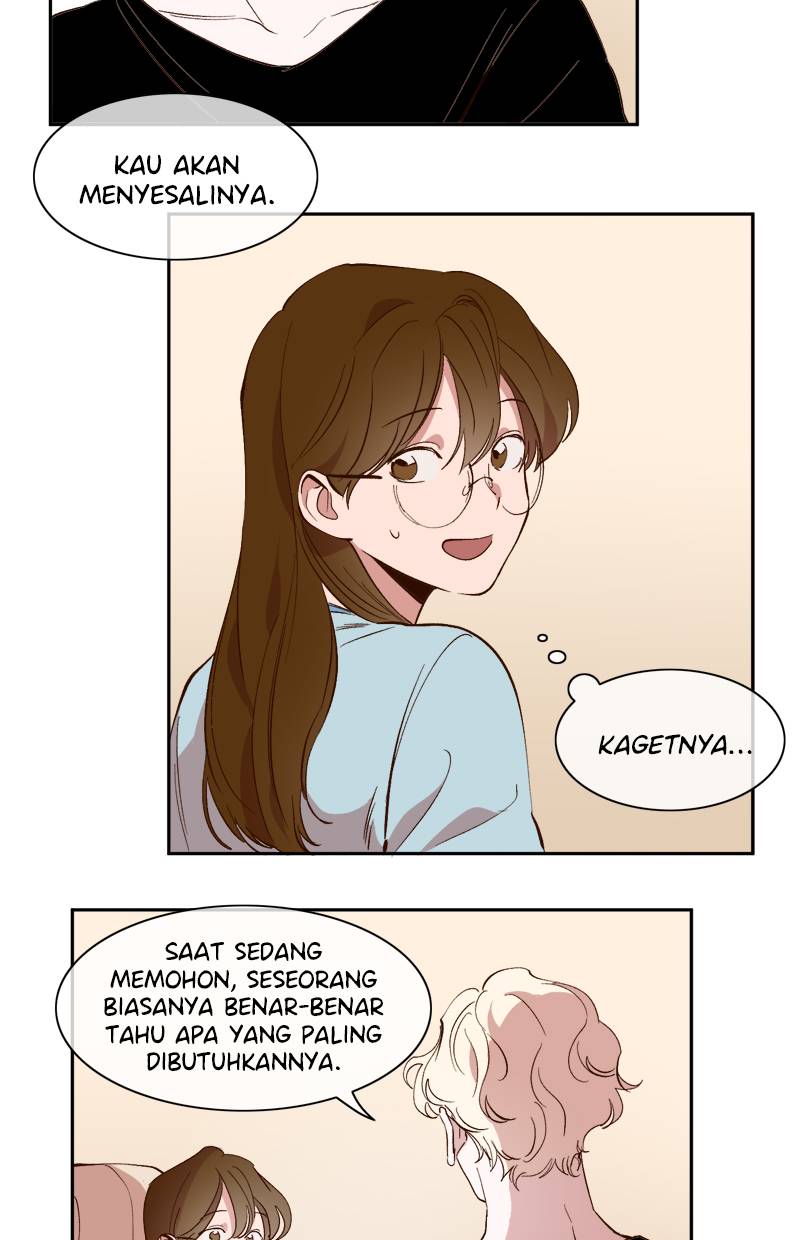 KAU AKAN
MENYESALINYA.
KAGETNYA...
SAAT SEDANG
MEMOHON, SESEORANG
BIASANYA BENAR-BENAR
TAHU APA YANG PALING
DIBUTUHKANNYA.